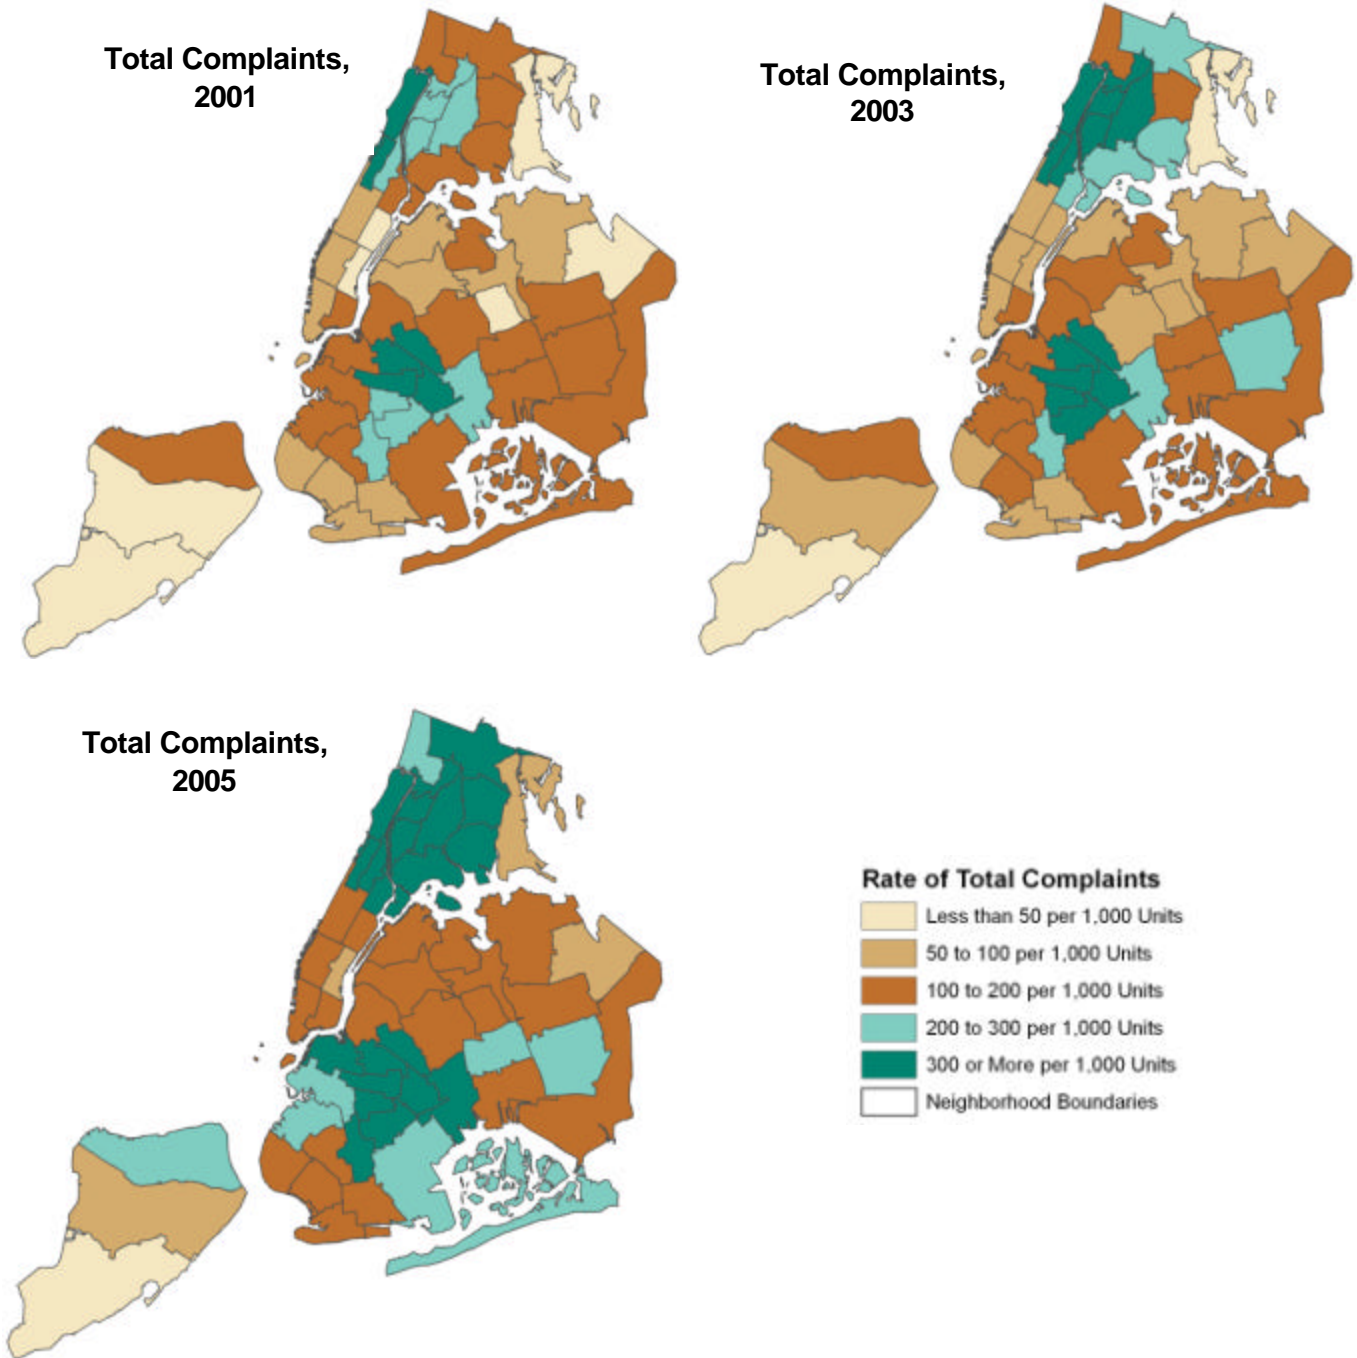 Total Complaints,
2001
Total Complaints,
2003
Total Complaints,
2005
Rate of Total Complaints
Less than 50 per 1,000 Units
50 to 100 per 1,000 Units
100 to 200 per 1,000 Units
200 to 300 per 1,000 Units
300 or More per 1,000 Units
Neighborhood Boundaries